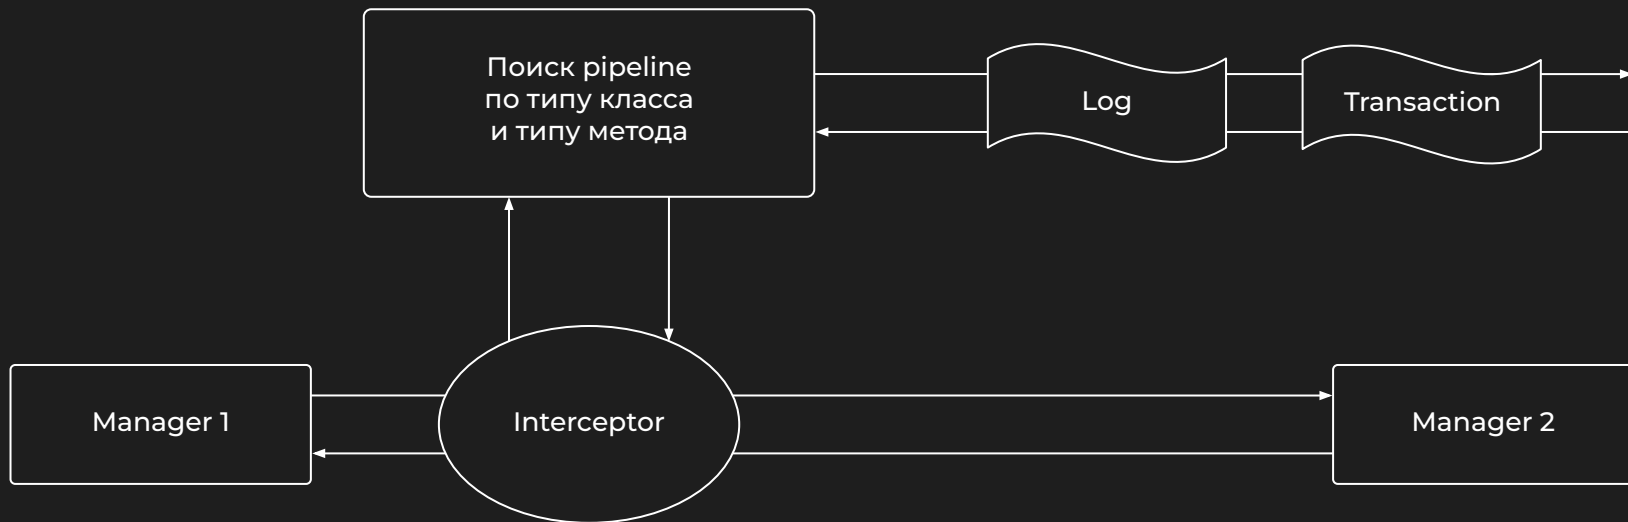 Поиск pipeline
по типу класса
и типу метода
Log
Transaction
Manager 1
Interceptor
Manager 2